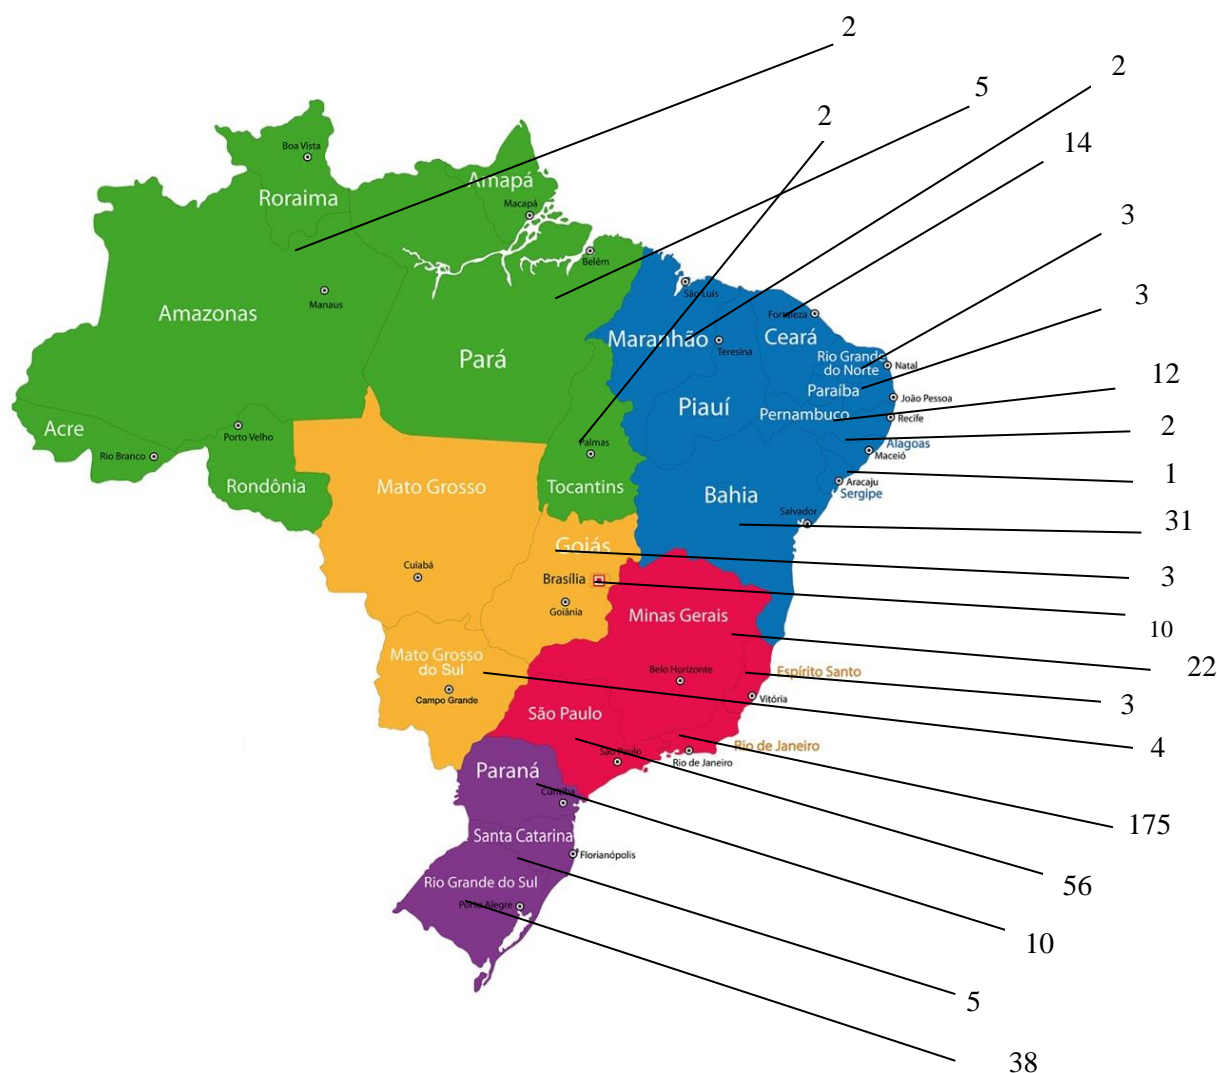 2
2
5
2
14
Boa Vista
Amapá
Roraima
Macapá
3
Belém
São Luis
3
Manaus
Amazonas
Fortaleza
Maranhão
Ceará
Teresina
Pará
Rio Grande
do Norte
Natal
12
Paraíba
João Pessoa
Piauí
Pernambuco
Recife
Acre
Porto Velho
2
Palmas
Alagoas
Rio Branco
Maceió
1
Rondônia
Mato Grosso
Tocantins
Bahia
Aracaju
Sergipe
Salvador
31
Goiás
Cuiabá
Brasília
3
Goiânia
Minas Gerais
10
Mato Grosso
do Sul
Belo Horizonte
Espírito Santo
22
Campo Grande
Vitória
3
São Paulo
Rio de Janeiro
4
São Paulo
Rio de Janeiro
Paraná
Curitiba
175
Santa Catarina
Florianópolis
Rio Grande do Sul
56
Porto Alegre
10
5
38